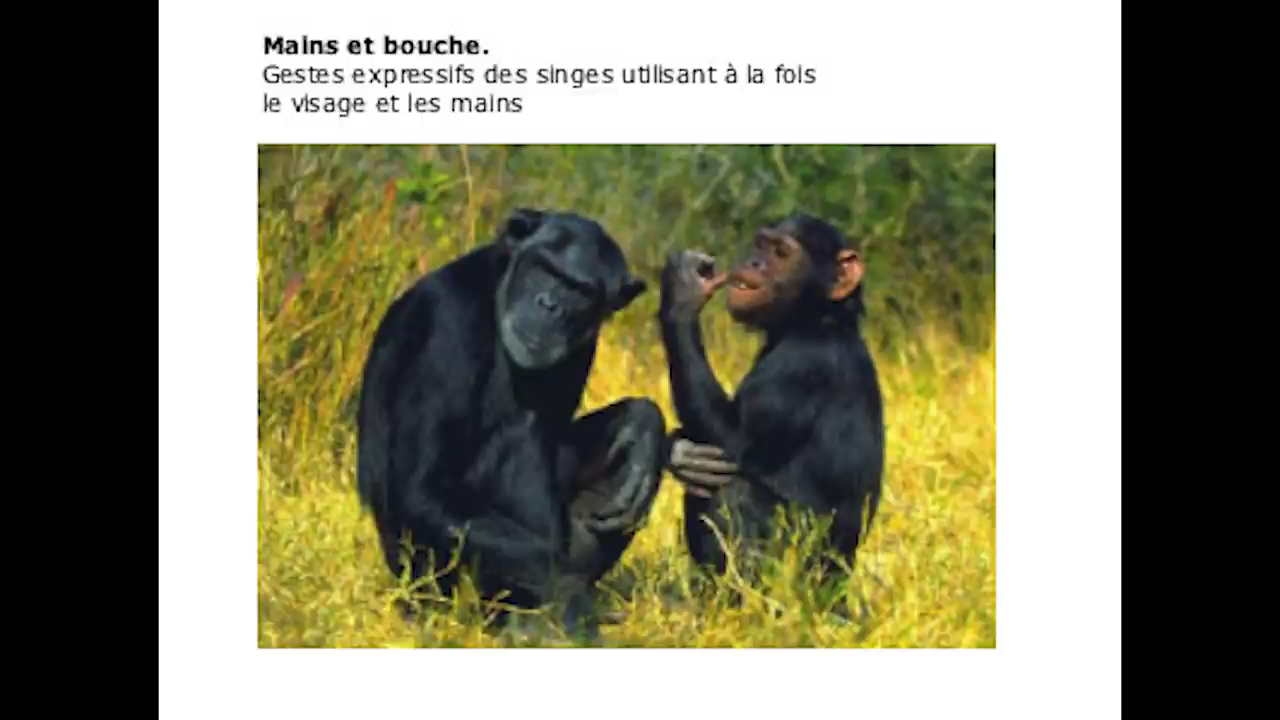 Mains et bouche.
Gestes expressifs des singes utilisant à la fois
le visage et les mains